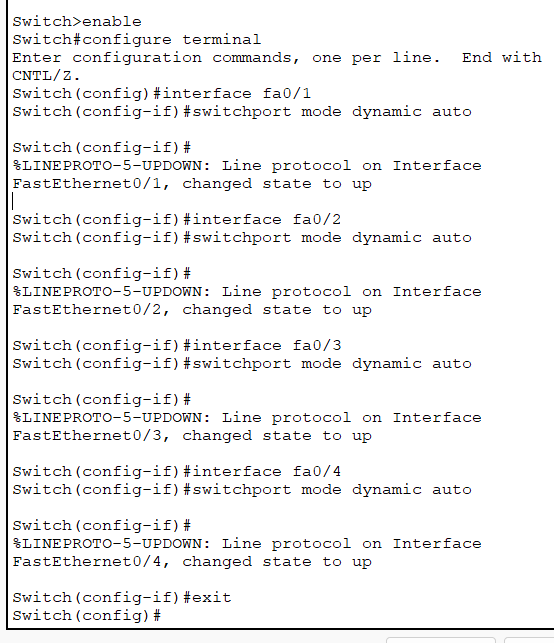 Switch>enable
Switch#configure terminal
Enter configuration commands, one per line.  End with
CNTL/Z.
Switch(config)#interface fa0/1
Switch(config-if)#switchport mode dynamic auto
Switch(config-if)#
%LINEPROTO-5-UPDOWN: Line protocol on Interface
FastEthernet0/1, changed state to up
Switch(config-if)#interface fa0/2
Switch(config-if)#switchport mode dynamic auto
Switch(config-if)#
%LINEPROTO-5-UPDOWN: Line protocol on Interface
FastEthernet0/2, changed state to up
Switch(config-if)#interface fa0/3
Switch(config-if)#switchport mode dynamic auto
Switch(config-if)#
%LINEPROTO-5-UPDOWN: Line protocol on Interface
FastEthernet0/3, changed state to up
Switch(config-if)#interface fa0/4
Switch(config-if)#switchport mode dynamic auto
Switch(config-if)#
%LINEPROTO-5-UPDOWN: Line protocol on Interface
FastEthernet0/4, changed state to up
Switch(config-if)#exit
Switch(config)#